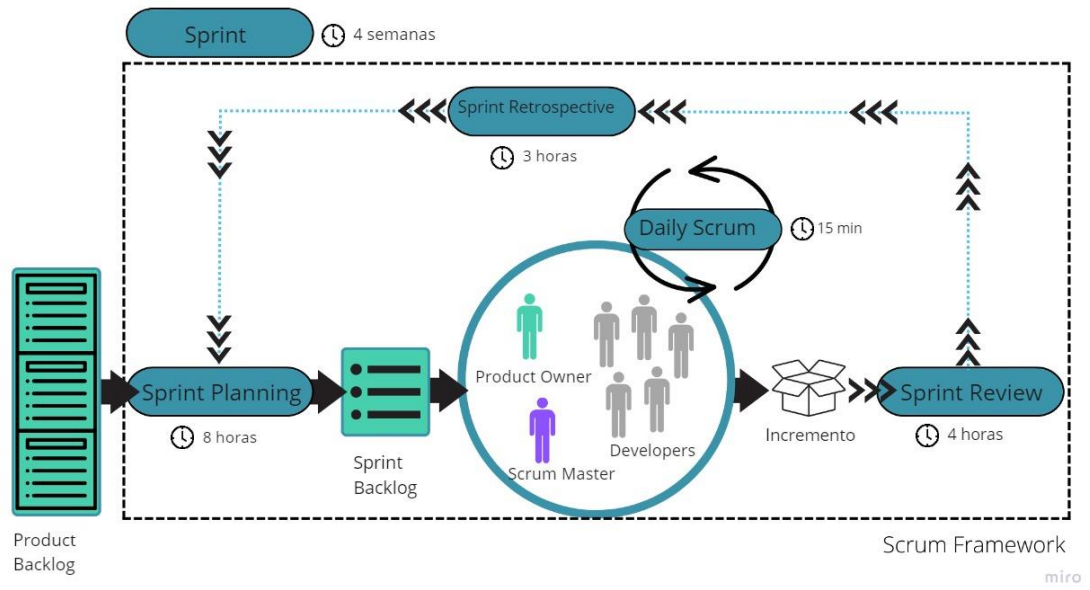 Sprint
4 semanas
Sprint Retrospective
3 horas
Daily Scrum
15 min
Product Owner
Sprint Planning
8 horas
Sprint
Backlog
Scrum Master
Developers
Incremento
Sprint Review
4 horas
Product
Backlog
Scrum Framework
miro